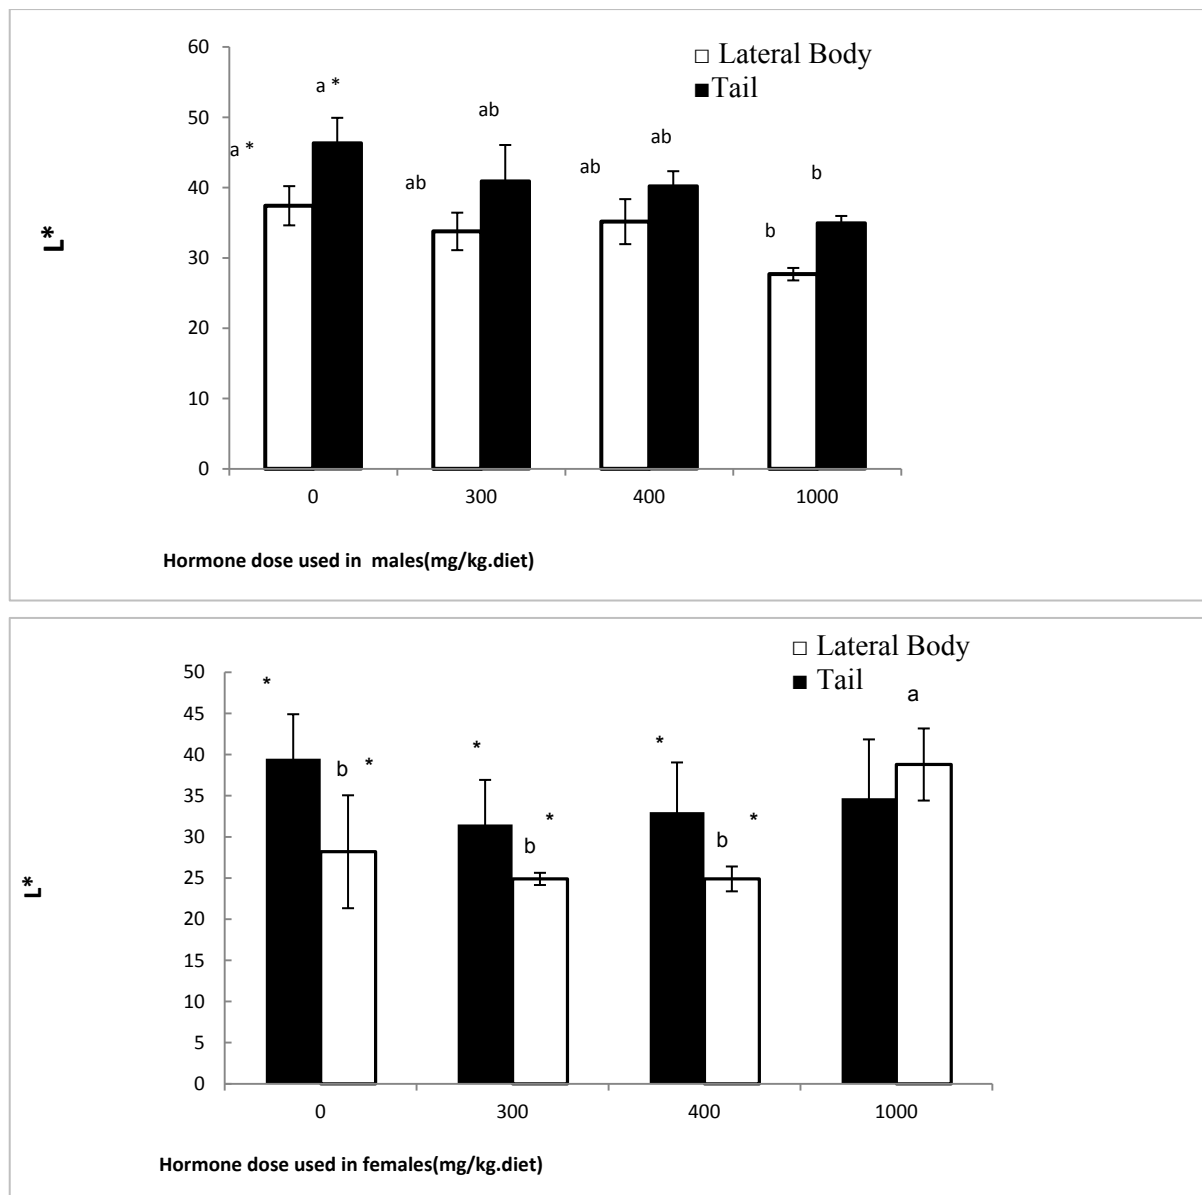 60
50
40
30
20
10
0
L*
□ Lateral Body
■Tail
a *
a *
ab
ab
ab
ab
b
b
0 300 400 1000
Hormone dose used in males(mg/kg.diet)
50
45
40
35
30
25
20
15
10
5
0
L*
□ Lateral Body
■ Tail
*
b *
*
b *
*
b *
a
0 300 400 1000
Hormone dose used in females(mg/kg.diet)